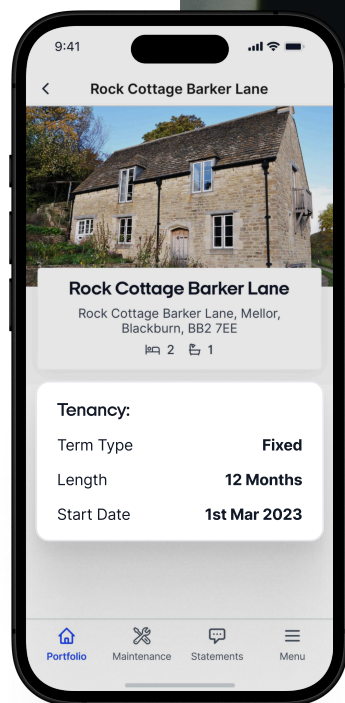 9:41
Rock Cottage Barker Lane
Rock Cottage Barker Lane
Rock Cottage Barker Lane, Mellor,
Blackburn, BB2 7EE
2 1
Tenancy:
Term Type Fixed
Length 12 Months
Start Date 1st Mar 2023
Portfolio Maintenance Statements Menu